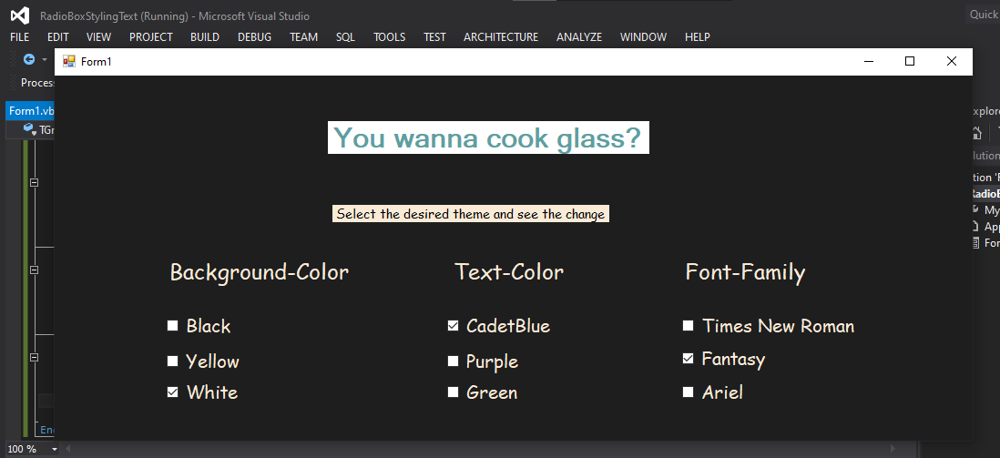 RadioBoxStylingText (Running) - Microsoft Visual Studio
Quick
FILE EDIT VIEW PROJECT BUILD DEBUG TEAM SQL TOOLS TEST ARCHITECTURE ANALYZE WINDOW HELP
Form1
Process
Form1.vb
xplore
TGr
You wanna cook glass?
olution
tion 'R
RadioB
My
App
For
Select the desired theme and see the change
Background-Color Text-Color Font-Family
Black CadetBlue Times New Roman
Yellow Purple Fantasy
White Green Ariel
En
100 %